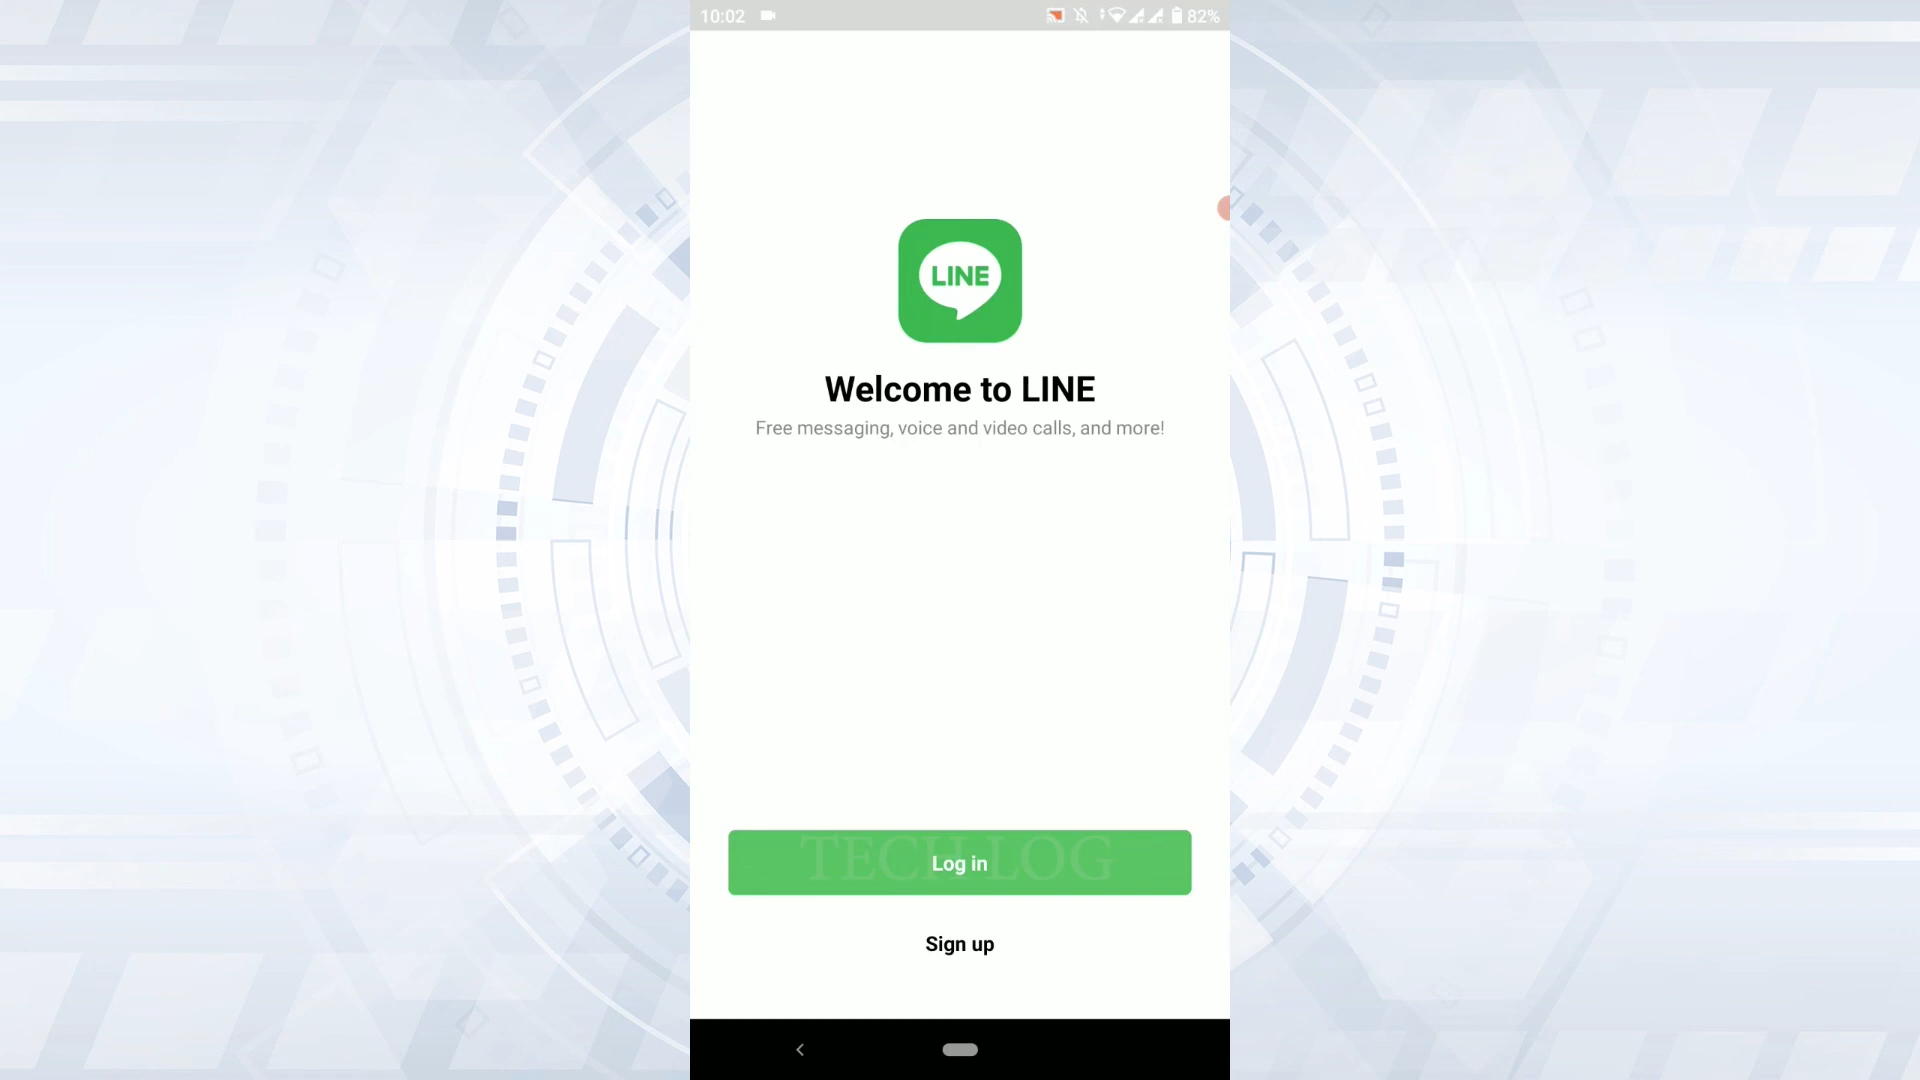 10:02 82%
LINE
Welcome to LINE
Free messaging, voice and video calls, and more!
TECH LOG
Log in
Sign up